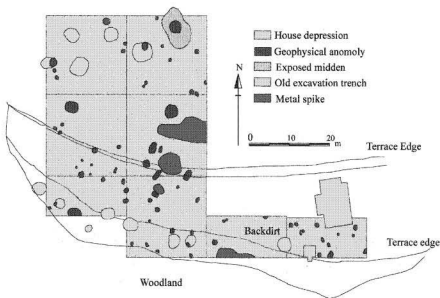 House depression
Geophysical anomoly
Exposed midden
Old excavation trench
Metal spike
N
0 10 20
m
Terrace Edge
Backdirt
Terrace edge
Woodland